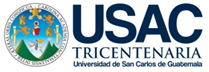 USAC
TRICENTENARIA
Universidad de San Carlos de Guatemala